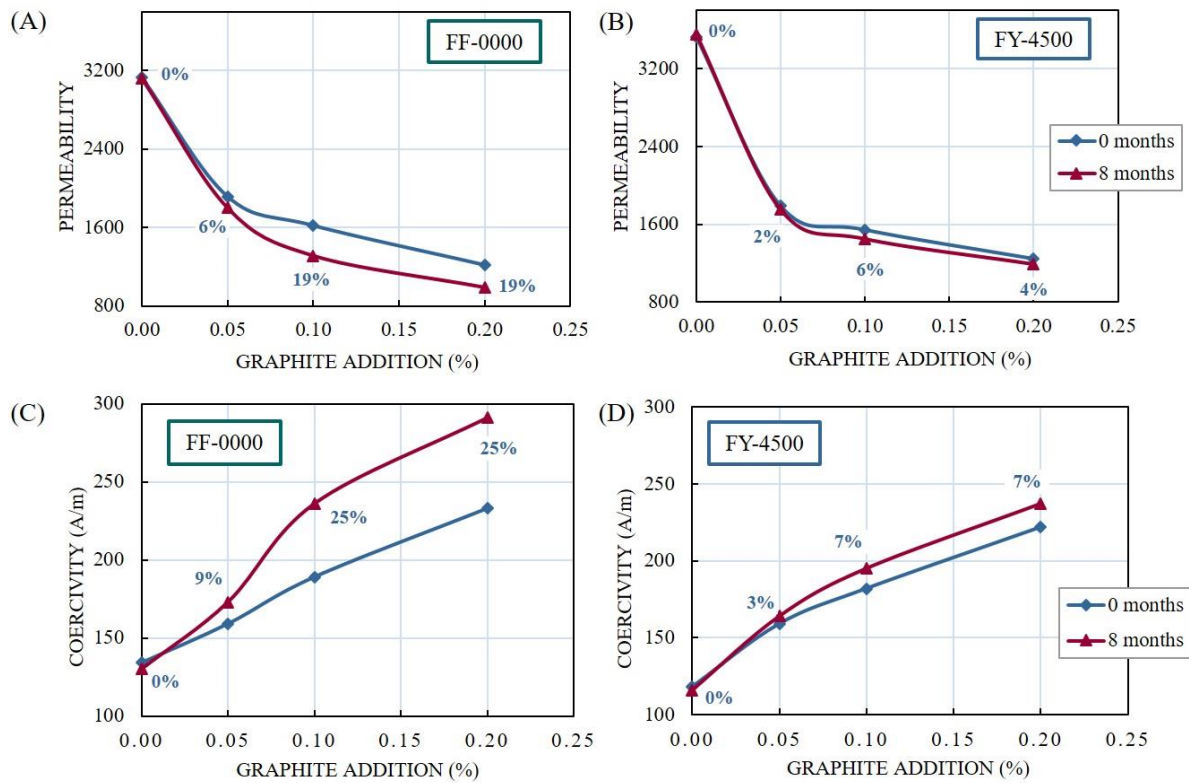 (A)
FF-0000
0%
3200
2400
1600
800
PERMEABILITY
6%
19%
19%
0.00 0.05 0.10 0.15 0.20 0.25
GRAPHITE ADDITION (%)
(B)
FY-4500
0%
3200
2400
1600
800
PERMEABILITY
2%
6%
4%
0 months
8 months
0.00 0.05 0.10 0.15 0.20 0.25
GRAPHITE ADDITION (%)
(C)
FF-0000
300
250
200
150
100
COERCIVITY (A/m)
25%
25%
9%
0%
0.00 0.05 0.10 0.15 0.20 0.25
GRAPHITE ADDITION (%)
(D)
FY-4500
300
250
200
150
100
COERCIVITY (A/m)
7%
7%
3%
0%
0 months
8 months
0.00 0.05 0.10 0.15 0.20 0.25
GRAPHITE ADDITION (%)